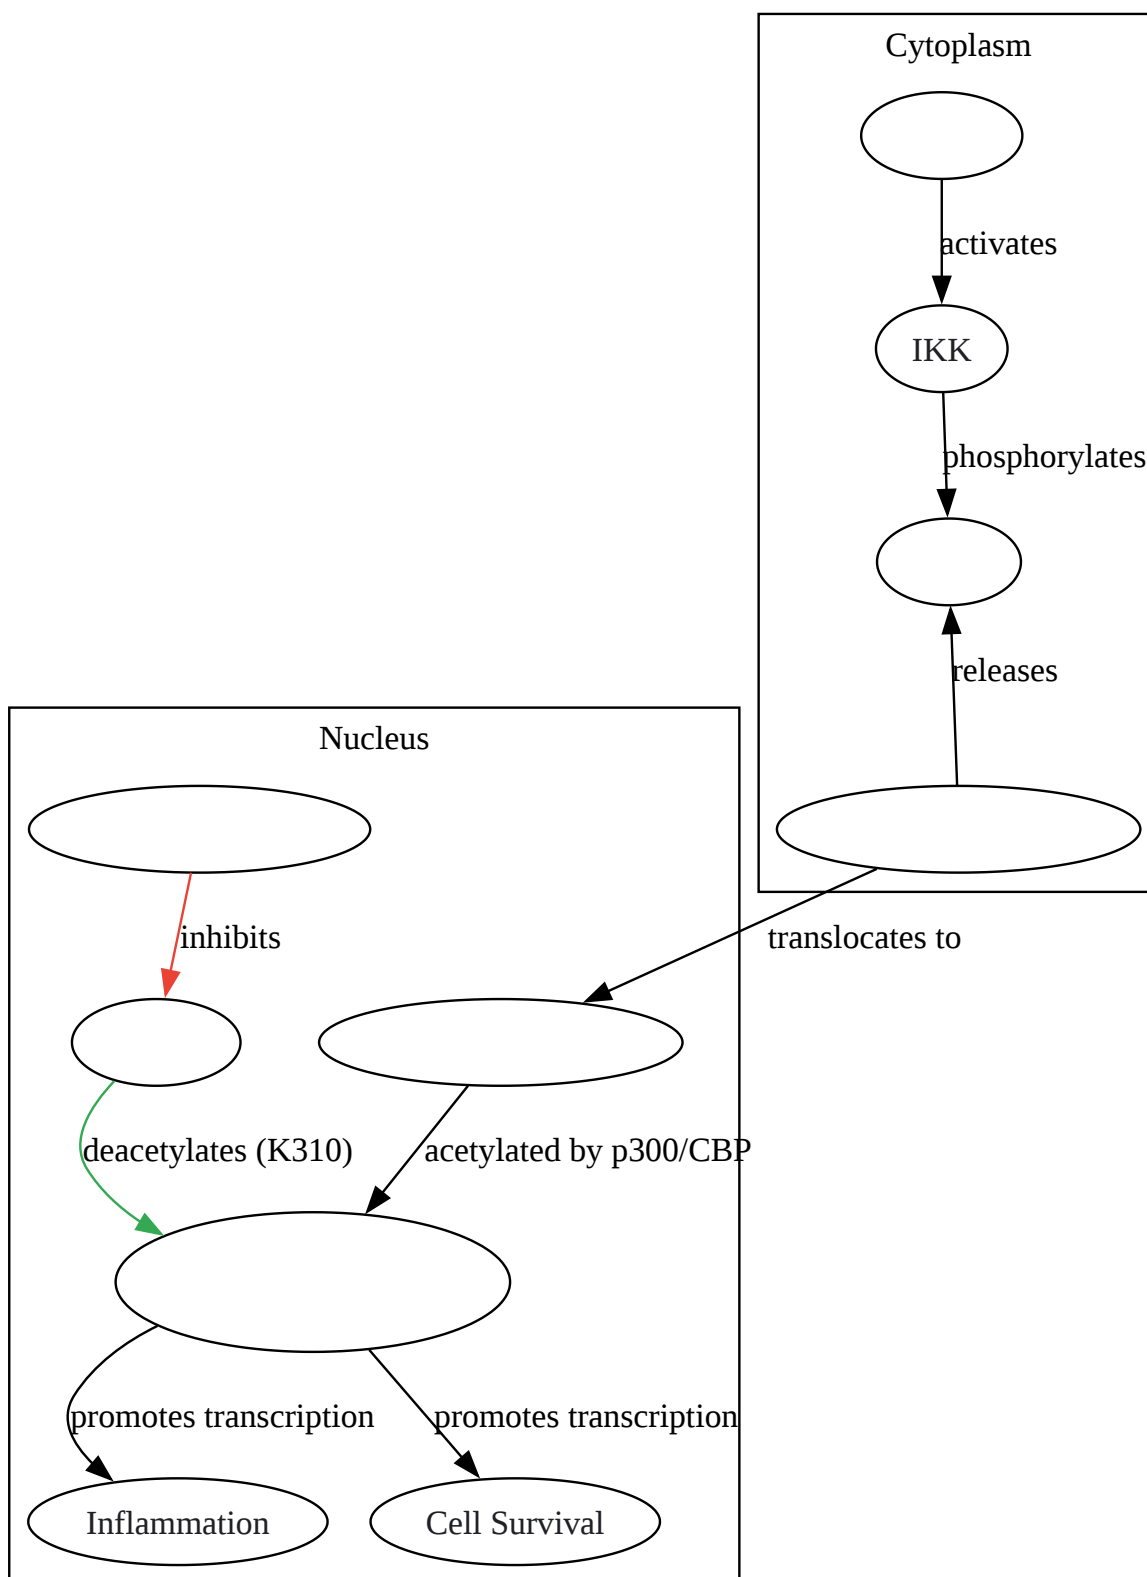 Cytoplasm
activates
IKK
phosphorylates
releases
Nucleus
inhibits
translocates to
deacetylates (K310)
acetylated by p300/CBP
promotes transcription
promotes transcription
Inflammation
Cell Survival